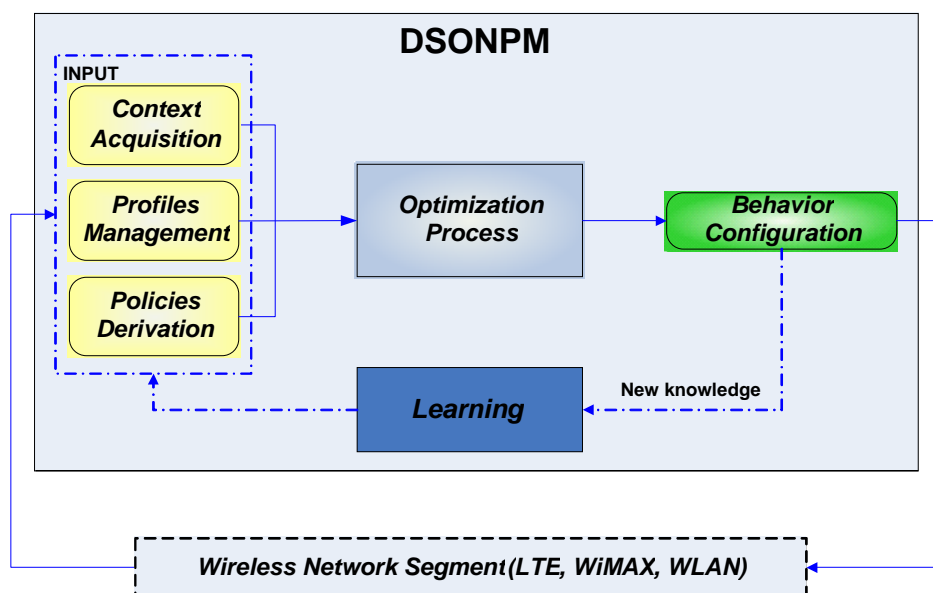 DSONPM
INPUT
Context
Acquisition
Profiles
Management
Policies
Derivation
Optimization
Process
Behavior
Configuration
Learning
New knowledge
Wireless Network Segment(LTE, WiMAX, WLAN)